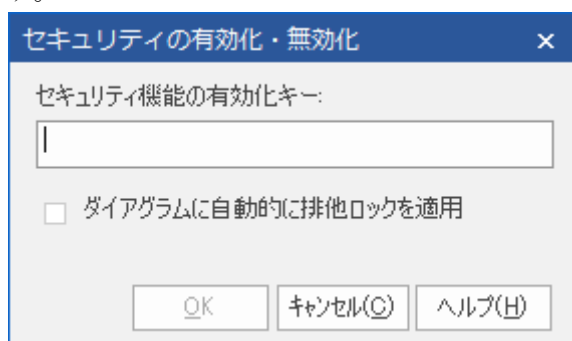 セキュリティの有効化・無効化 ×
セキュリティ機能の有効化キー:
ダイアグラムに自動的に排他ロックを適用
OK キャンセル(C) ヘルプ(H)